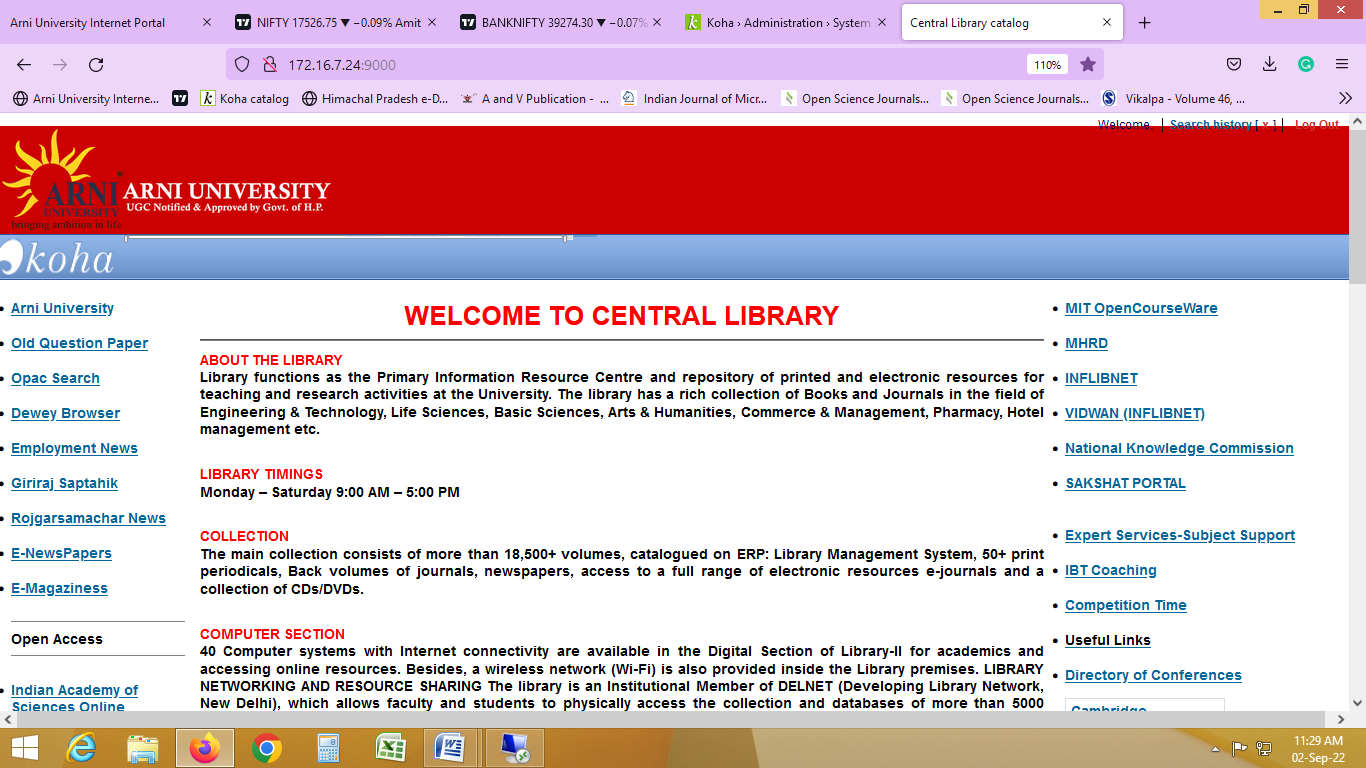 Arni University Internet Portal
NIFTY 17526.75 ▼ −0.09% Amit
BANKNIFTY 39274.30 ▼ −0.07%
Koha › Administration › System
Central Library catalog
172.16.7.24:9000
110%
Arni University Interne...
Koha catalog
Himachal Pradesh e-D...
A and V Publication - ...
Indian Journal of Micr...
Open Science Journals...
Open Science Journals...
Vikalpa - Volume 46, ...
Welcome, | Search history [ x ] | Log Out
ARNI
UNIVERSITY
bringing ambition to life
ARNI UNIVERSITY
UGC Notified & Approved by Govt. of H.P.
koha
Arni University
Old Question Paper
Opac Search
Dewey Browser
Employment News
Giriraj Saptahik
Rojgarsamachar News
E-NewsPapers
E-Magaziness
Open Access
Indian Academy of
Sciences Online
WELCOME TO CENTRAL LIBRARY
ABOUT THE LIBRARY
Library functions as the Primary Information Resource Centre and repository of printed and electronic resources for
teaching and research activities at the University. The library has a rich collection of Books and Journals in the field of
Engineering & Technology, Life Sciences, Basic Sciences, Arts & Humanities, Commerce & Management, Pharmacy, Hotel
management etc.
LIBRARY TIMINGS
Monday – Saturday 9:00 AM – 5:00 PM
COLLECTION
The main collection consists of more than 18,500+ volumes, catalogued on ERP: Library Management System, 50+ print
periodicals, Back volumes of journals, newspapers, access to a full range of electronic resources e-journals and a
collection of CDs/DVDs.
COMPUTER SECTION
40 Computer systems with Internet connectivity are available in the Digital Section of Library-II for academics and
accessing online resources. Besides, a wireless network (Wi-Fi) is also provided inside the Library premises. LIBRARY
NETWORKING AND RESOURCE SHARING The library is an Institutional Member of DELNET (Developing Library Network,
New Delhi), which allows faculty and students to physically access the collection and databases of more than 5000
MIT OpenCourseWare
MHRD
INFLIBNET
VIDWAN (INFLIBNET)
National Knowledge Commission
SAKSHAT PORTAL
Expert Services-Subject Support
IBT Coaching
Competition Time
Useful Links
Directory of Conferences
Cambridge
11:29 AM
02-Sep-22